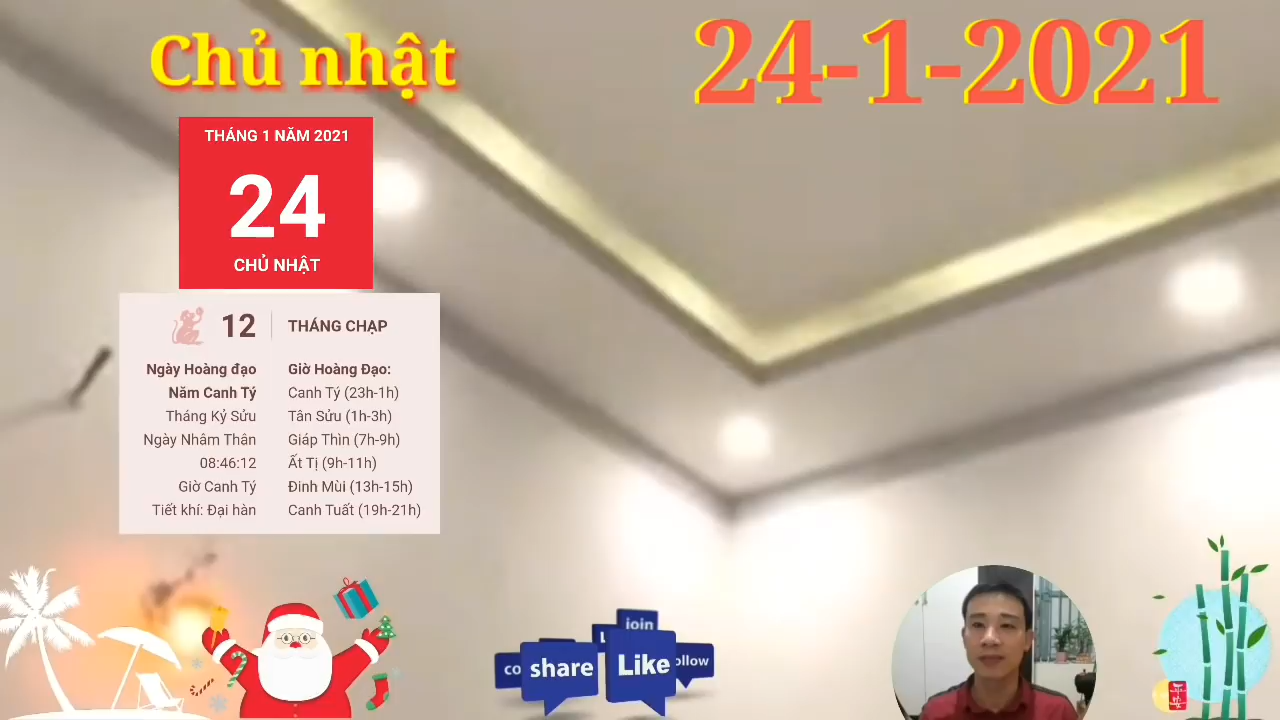 Chủ nhật
24-1-2021
THÁNG 1 NĂM 2021
24
CHỦ NHẬT
12
THÁNG CHẠP
Ngày Hoàng đạo
Năm Canh Tý
Tháng Kỷ Sửu
Ngày Nhâm Thân
08:46:12
Giờ Canh Tý
Tiết khí: Đại hàn
Giờ Hoàng Đạo:
Canh Tý (23h-1h)
Tân Sửu (1h-3h)
Giáp Thìn (7h-9h)
Ất Tị (9h-11h)
Đinh Mùi (13h-15h)
Canh Tuất (19h-21h)
join
share
Like